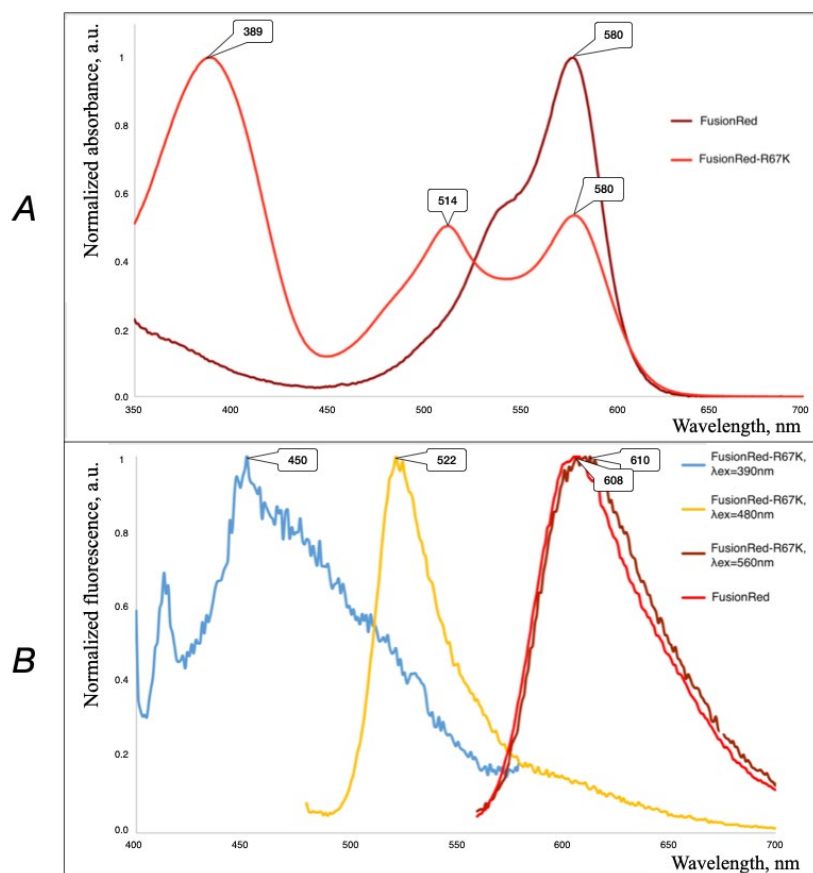 A
Normalized absorbance, a.u.
1
0.8
0.6
0.4
0.2
0.0
350
400
450
500
550
600
650
700
Wavelength, nm
389
514
580
580
FusionRed
FusionRed-R67K
B
Normalized fluorescence, a.u.
1
0.8
0.6
0.4
0.2
0.0
400
450
500
550
600
650
700
Wavelength, nm
450
522
610
608
FusionRed-R67K,
λex=390nm
FusionRed-R67K,
λex=480nm
FusionRed-R67K,
λex=560nm
FusionRed